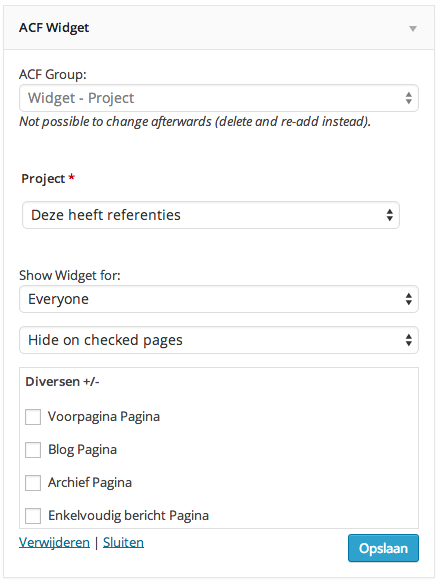 ACF Widget
ACF Group:
Widget - Project
Not possible to change afterwards (delete and re-add instead).
Project *
Deze heeft referenties
Show Widget for:
Everyone
Hide on checked pages
Diversen +/-
Voorpagina Pagina
Blog Pagina
Archief Pagina
Enkelvoudig bericht Pagina
Verwijderen | Sluiten
Opslaan